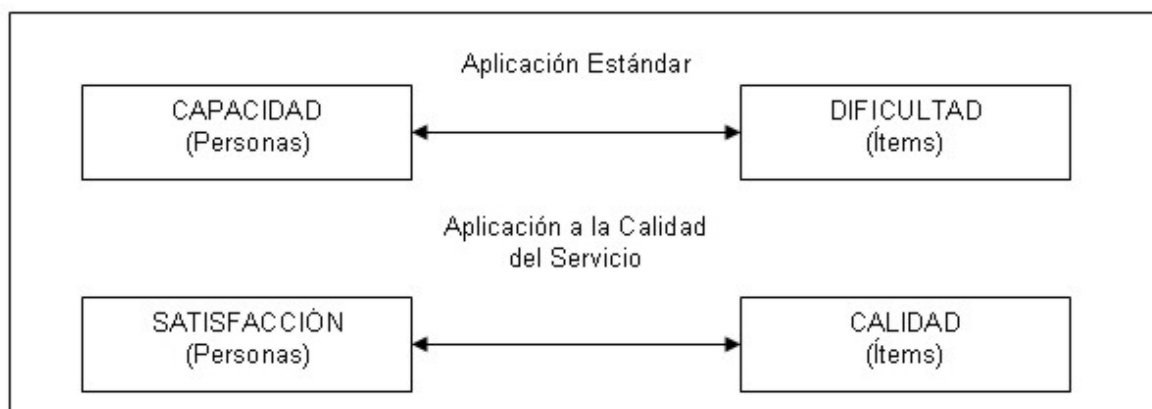 Aplicación Estándar
CAPACIDAD
(Personas)
DIFICULTAD
(Ítems)
Aplicación a la Calidad
del Servicio
SATISFACCIÓN
(Personas)
CALIDAD
(Ítems)